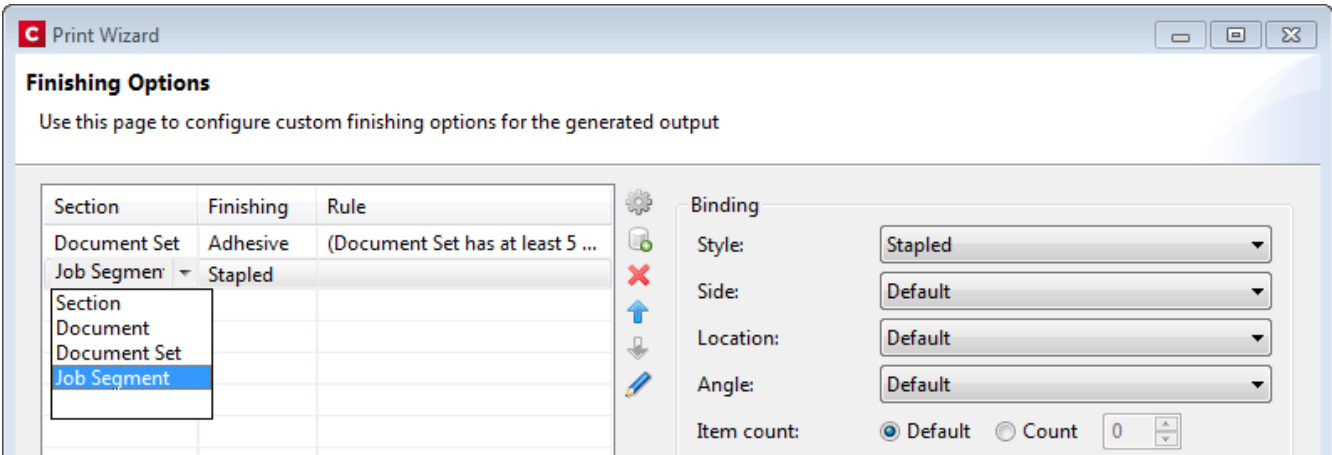 C Print Wizard
Finishing Options
Use this page to configure custom finishing options for the generated output
Section Finishing Rule
Document Set Adhesive (Document Set has at least 5 ...
Job Segmen Stapled
Section
Document
Document Set
Job Segment
Binding
Style: Stapled
Side: Default
Location: Default
Angle: Default
Item count: Default Count 0